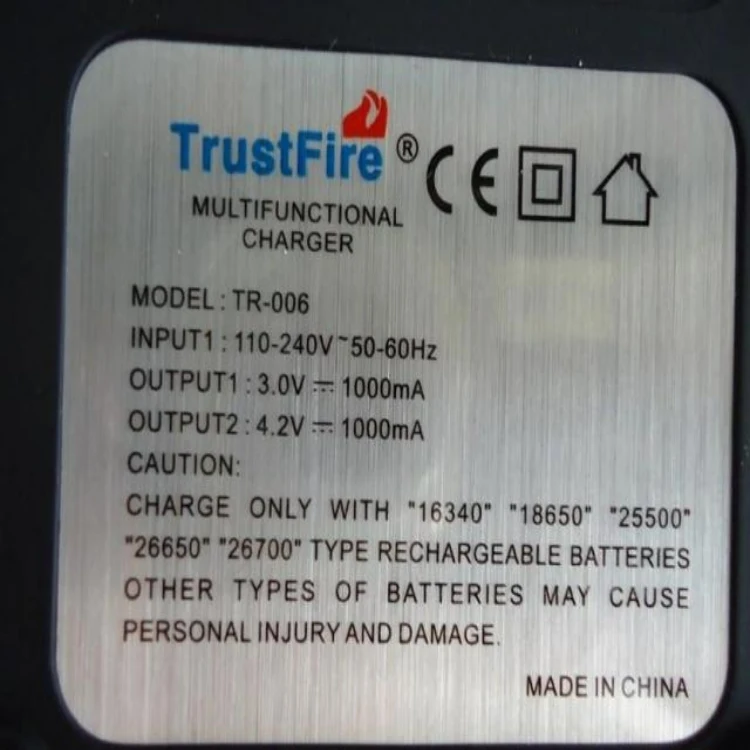 TrustFire®
CE
MULTIFUNCTIONAL
CHARGER
MODEL : TR-006
INPUT1 : 110-240V ~ 50-60Hz
OUTPUT1 : 3.0V ⎓ 1000mA
OUTPUT2 : 4.2V ⎓ 1000mA
CAUTION:
CHARGE ONLY WITH "16340" "18650" "25500"
"26650" "26700" TYPE RECHARGEABLE BATTERIES
OTHER TYPES OF BATTERIES MAY CAUSE
PERSONAL INJURY AND DAMAGE.
MADE IN CHINA